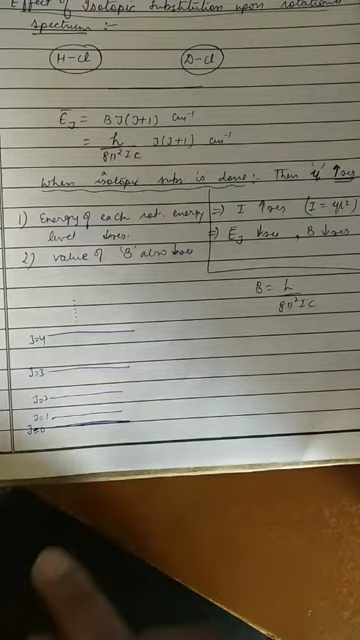 Effect of Isotopic Substitution upon rotational
spectrum :-
H-Cl D-Cl
ĒJ = BJ(J+1) cm⁻¹
= h/8π²IC J(J+1) cm⁻¹
When a isotopic subs is done:- Then 'μ' ↑ses
1) Energy of each rot. energy level ↓ses.
⇒ I ↑ses (I = μr²)
⇒ EJ ↓ses, B ↓ses
2) value of 'B' also ↓ses
B = h/8π²IC
J=4
J=3
J=2
J=1
J=0